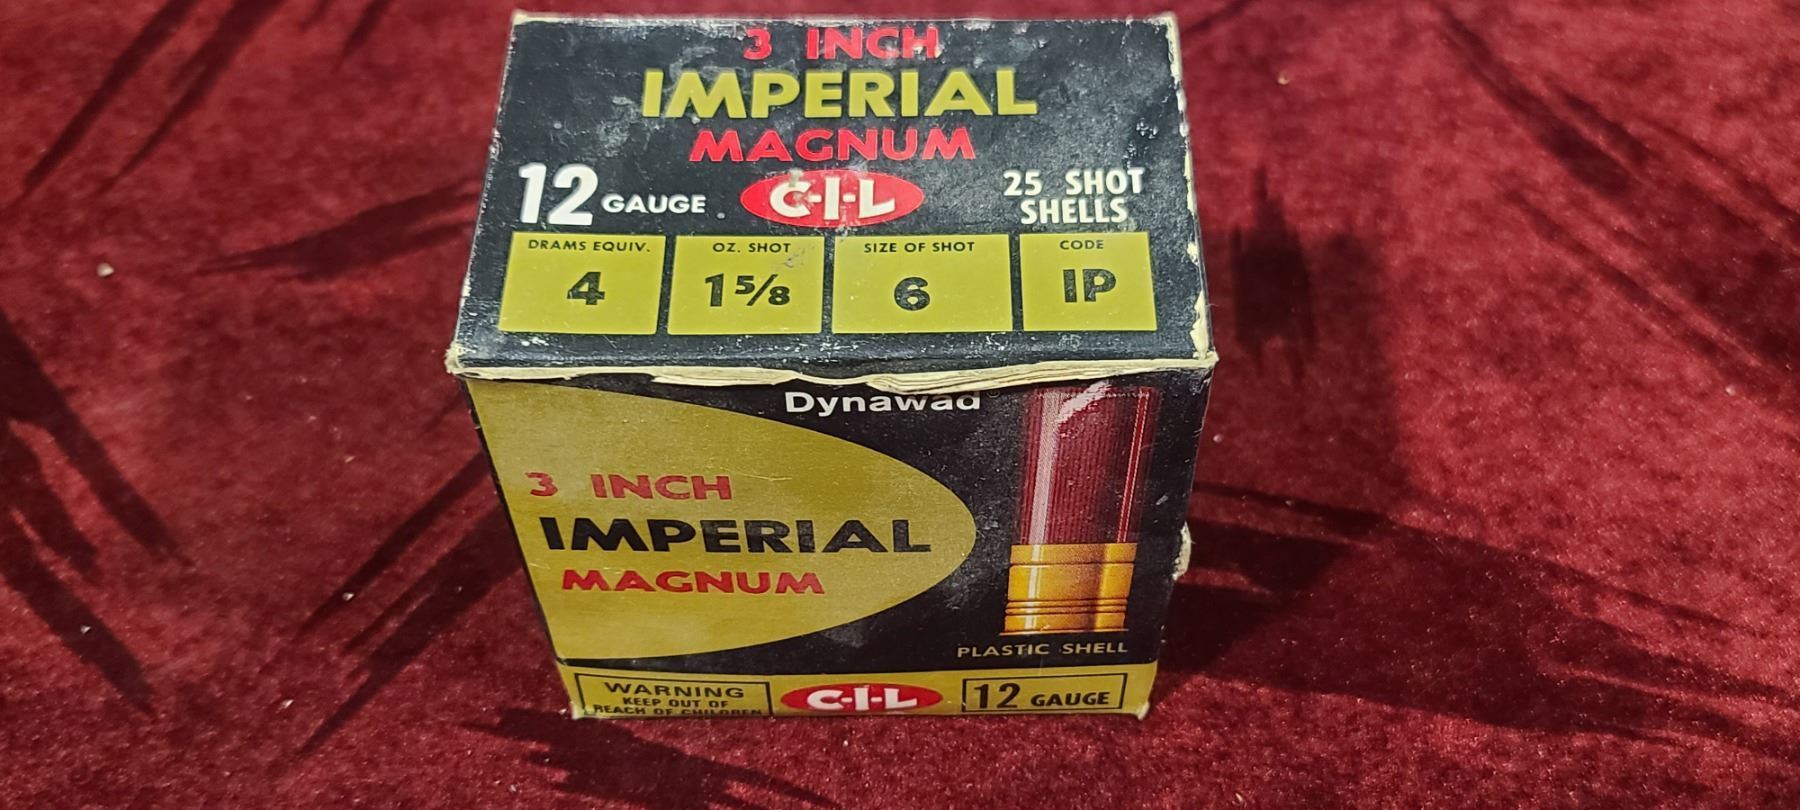 3 INCH
IMPERIAL
MAGNUM
12 GAUGE
C-I-L
25 SHOT
SHELLS
DRAMS EQUIV.
4
OZ. SHOT
1 5/8
SIZE OF SHOT
6
CODE
IP
Dynawad
3 INCH
IMPERIAL
MAGNUM
PLASTIC SHELL
WARNING
KEEP OUT OF
REACH OF CHILDREN
C-I-L
12 GAUGE